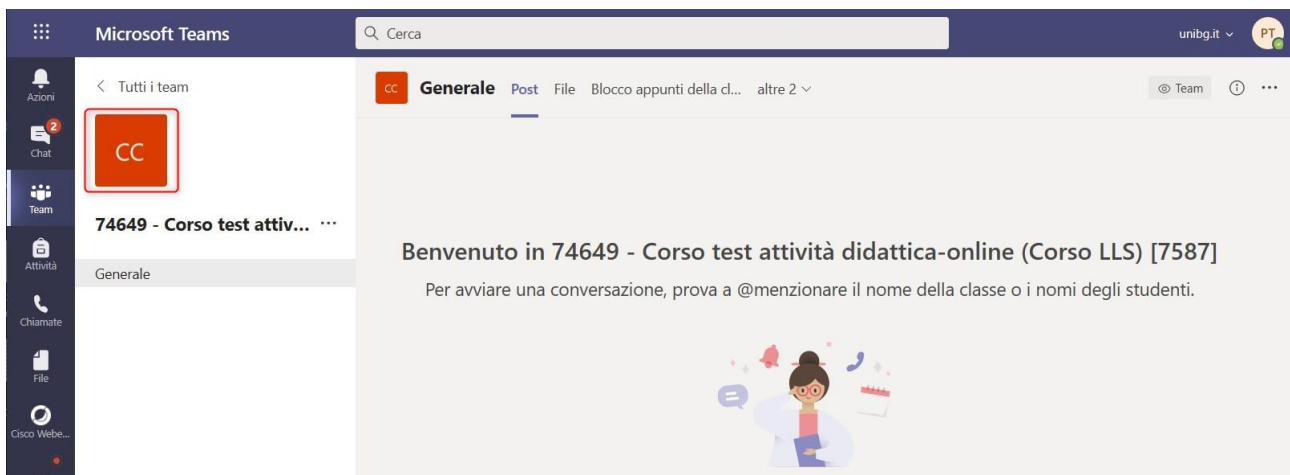 Microsoft Teams
Cerca
unibg.it
PT
Azioni
2
Chat
Team
Attività
Chiamate
File
Cisco Webe...
Tutti i team
CC
74649 - Corso test attiv... ...
Generale
CC Generale Post File Blocco appunti della cl... altre 2
Team
Benvenuto in 74649 - Corso test attività didattica-online (Corso LLS) [7587]
Per avviare una conversazione, prova a @menzionare il nome della classe o i nomi degli studenti.